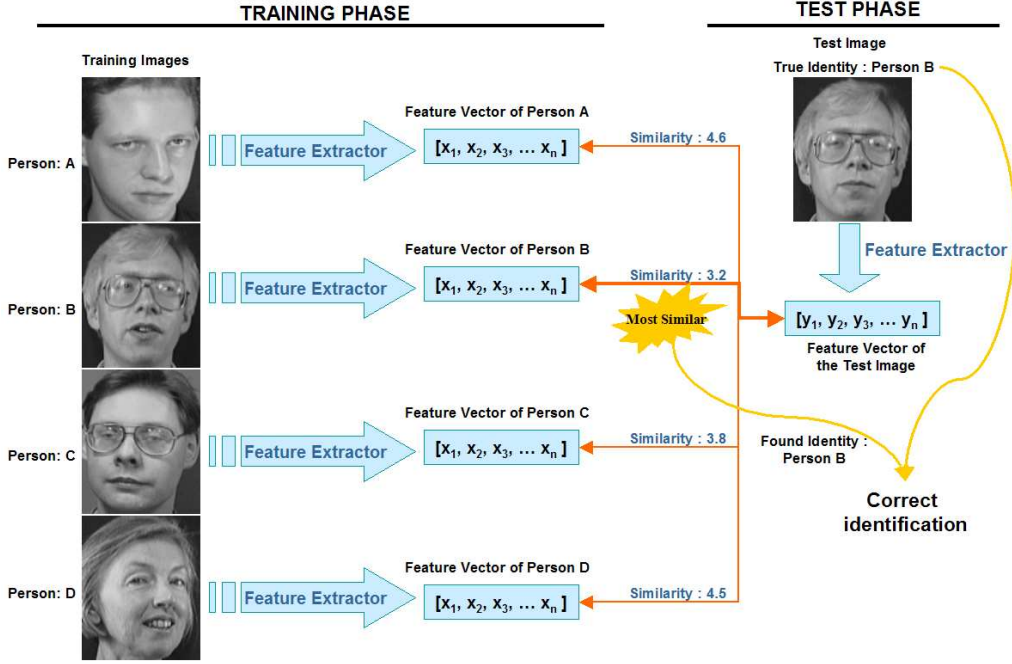 TRAINING PHASE
TEST PHASE
Training Images
Test Image
True Identity : Person B
Person: A
Feature Extractor
Feature Vector of Person A
[x1, x2, x3, ... xn ]
Similarity : 4.6
Person: B
Feature Extractor
Feature Vector of Person B
[x1, x2, x3, ... xn ]
Similarity : 3.2
Most Similar
Feature Extractor
[y1, y2, y3, ... yn ]
Feature Vector of
the Test Image
Person: C
Feature Extractor
Feature Vector of Person C
[x1, x2, x3, ... xn ]
Similarity : 3.8
Found Identity :
Person B
Correct
identification
Person: D
Feature Extractor
Feature Vector of Person D
[x1, x2, x3, ... xn ]
Similarity : 4.5